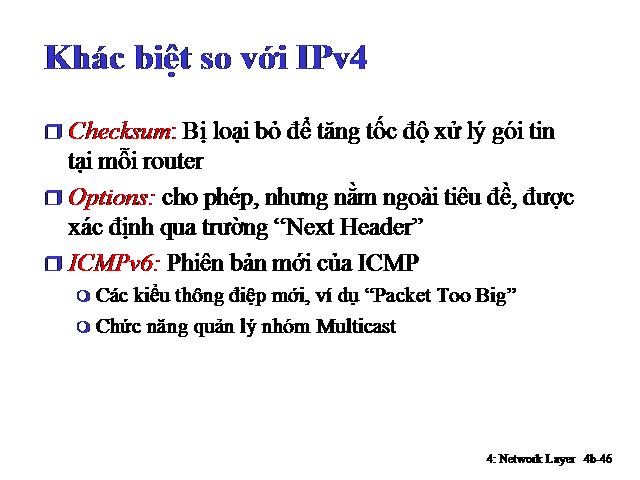 Khác biệt so với IPv4
Checksum: Bị loại bỏ để tăng tốc độ xử lý gói tin
tại mỗi router
Options: cho phép, nhưng nằm ngoài tiêu đề, được
xác định qua trường “Next Header”
ICMPv6: Phiên bản mới của ICMP
Các kiểu thông điệp mới, ví dụ “Packet Too Big”
Chức năng quản lý nhóm Multicast
4: Network Layer 4b-46